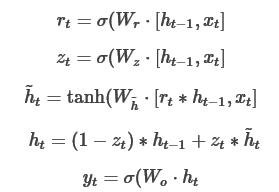 r_t = σ(W_r · [h_{t-1}, x_t]
z_t = σ(W_z · [h_{t-1}, x_t]
h̃_t = tanh(W_{h̃} · [r_t * h_{t-1}, x_t]
h_t = (1 − z_t) * h_{t-1} + z_t * h̃_t
y_t = σ(W_o · h_t